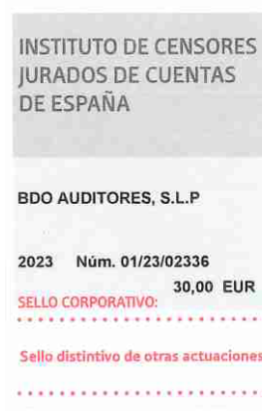 INSTITUTO DE CENSORES
JURADOS DE CUENTAS
DE ESPAÑA
BDO AUDITORES, S.L.P
2023 Núm. 01/23/02336
30,00 EUR
SELLO CORPORATIVO:
Sello distintivo de otras actuaciones